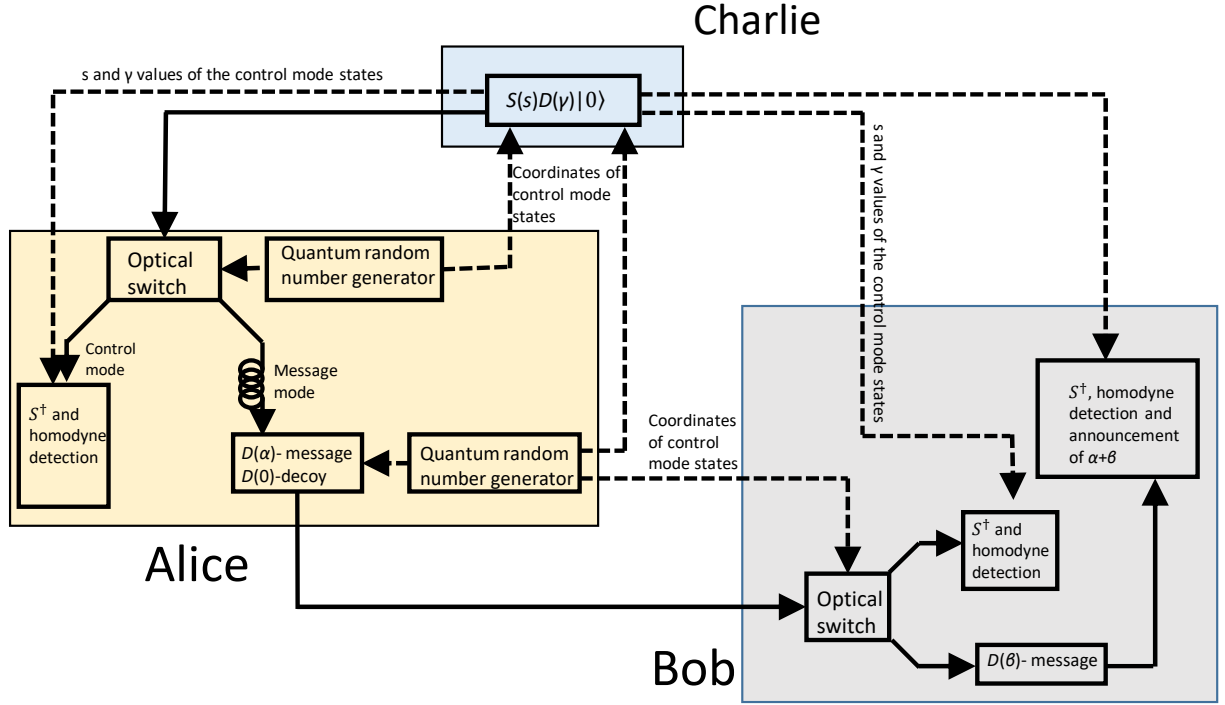 Charlie
s and γ values of the control mode states
S(s)D(γ)|0⟩
Coordinates of
control mode
states
s and γ values of the control mode states
Optical
switch
Quantum random
number generator
Control
mode
Message
mode
S† and
homodyne
detection
D(α)- message
D(0)-decoy
Quantum random
number generator
Coordinates
of control
mode states
Alice
S†, homodyne
detection and
announcement
of α+β
S† and
homodyne
detection
Optical
switch
D(β)- message
Bob